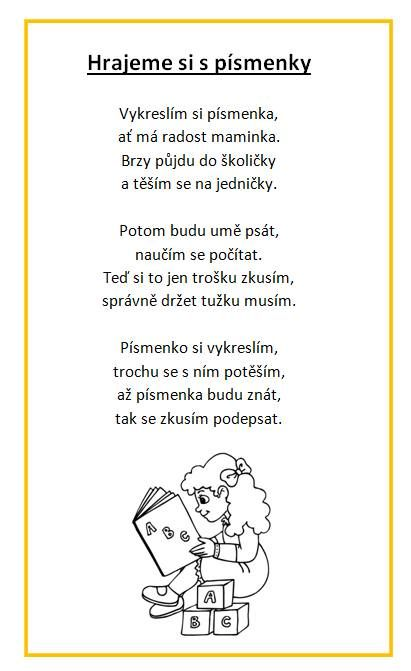 Hrajeme si s písmenky
Vykreslím si písmenka,
ať má radost maminka.
Brzy půjdu do školičky
a těším se na jedničky.
Potom budu umě psát,
naučím se počítat.
Teď si to jen trošku zkusím,
správně držet tužku musím.
Písmenko si vykreslím,
trochu se s ním potěším,
až písmenka budu znát,
tak se zkusím podepsat.
A B C
A
B C